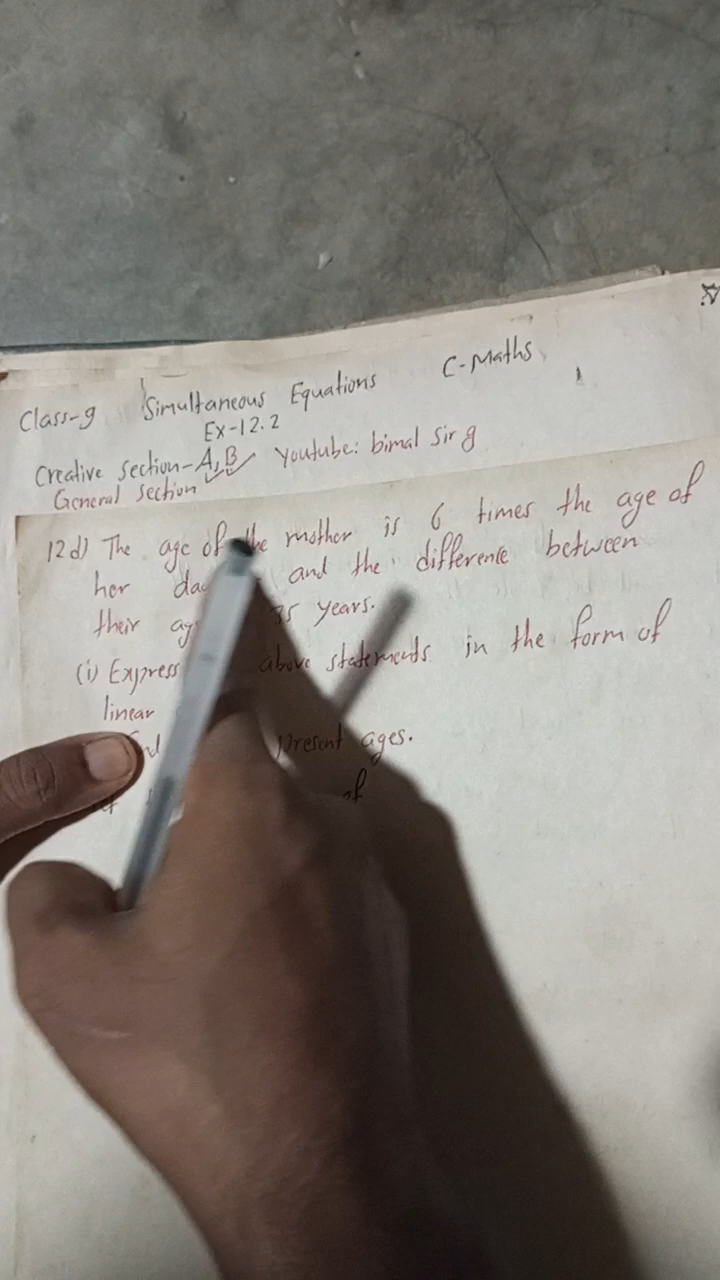 C-Maths
Class-9 Simultaneous Equations
Ex-12.2
Creative section-A,B Youtube: bimal Sir g
General section
12d) The age of the mother is 6 times the age of
her and the difference between
their 35 years.
(i) Express above statements in the form of
linear
present ages.
of